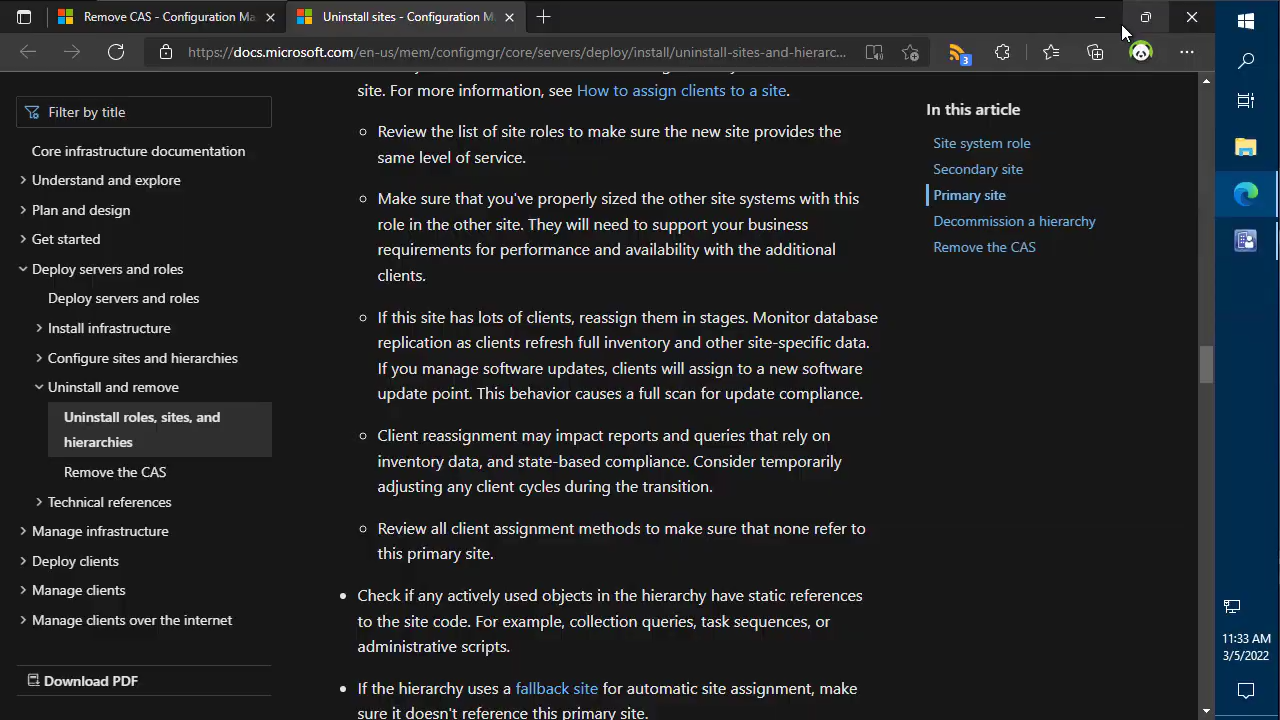 Remove CAS - Configuration Ma
Uninstall sites - Configuration M
https://docs.microsoft.com/en-us/mem/configmgr/core/servers/deploy/install/uninstall-sites-and-hierarc...
3
Filter by title
Core infrastructure documentation
Understand and explore
Plan and design
Get started
Deploy servers and roles
Deploy servers and roles
Install infrastructure
Configure sites and hierarchies
Uninstall and remove
Uninstall roles, sites, and
hierarchies
Remove the CAS
Technical references
Manage infrastructure
Deploy clients
Manage clients
Manage clients over the internet
Download PDF
site. For more information, see How to assign clients to a site.
Review the list of site roles to make sure the new site provides the
same level of service.
Make sure that you've properly sized the other site systems with this
role in the other site. They will need to support your business
requirements for performance and availability with the additional
clients.
If this site has lots of clients, reassign them in stages. Monitor database
replication as clients refresh full inventory and other site-specific data.
If you manage software updates, clients will assign to a new software
update point. This behavior causes a full scan for update compliance.
Client reassignment may impact reports and queries that rely on
inventory data, and state-based compliance. Consider temporarily
adjusting any client cycles during the transition.
Review all client assignment methods to make sure that none refer to
this primary site.
Check if any actively used objects in the hierarchy have static references
to the site code. For example, collection queries, task sequences, or
administrative scripts.
If the hierarchy uses a fallback site for automatic site assignment, make
sure it doesn't reference this primary site.
In this article
Site system role
Secondary site
Primary site
Decommission a hierarchy
Remove the CAS
11:33 AM
3/5/2022